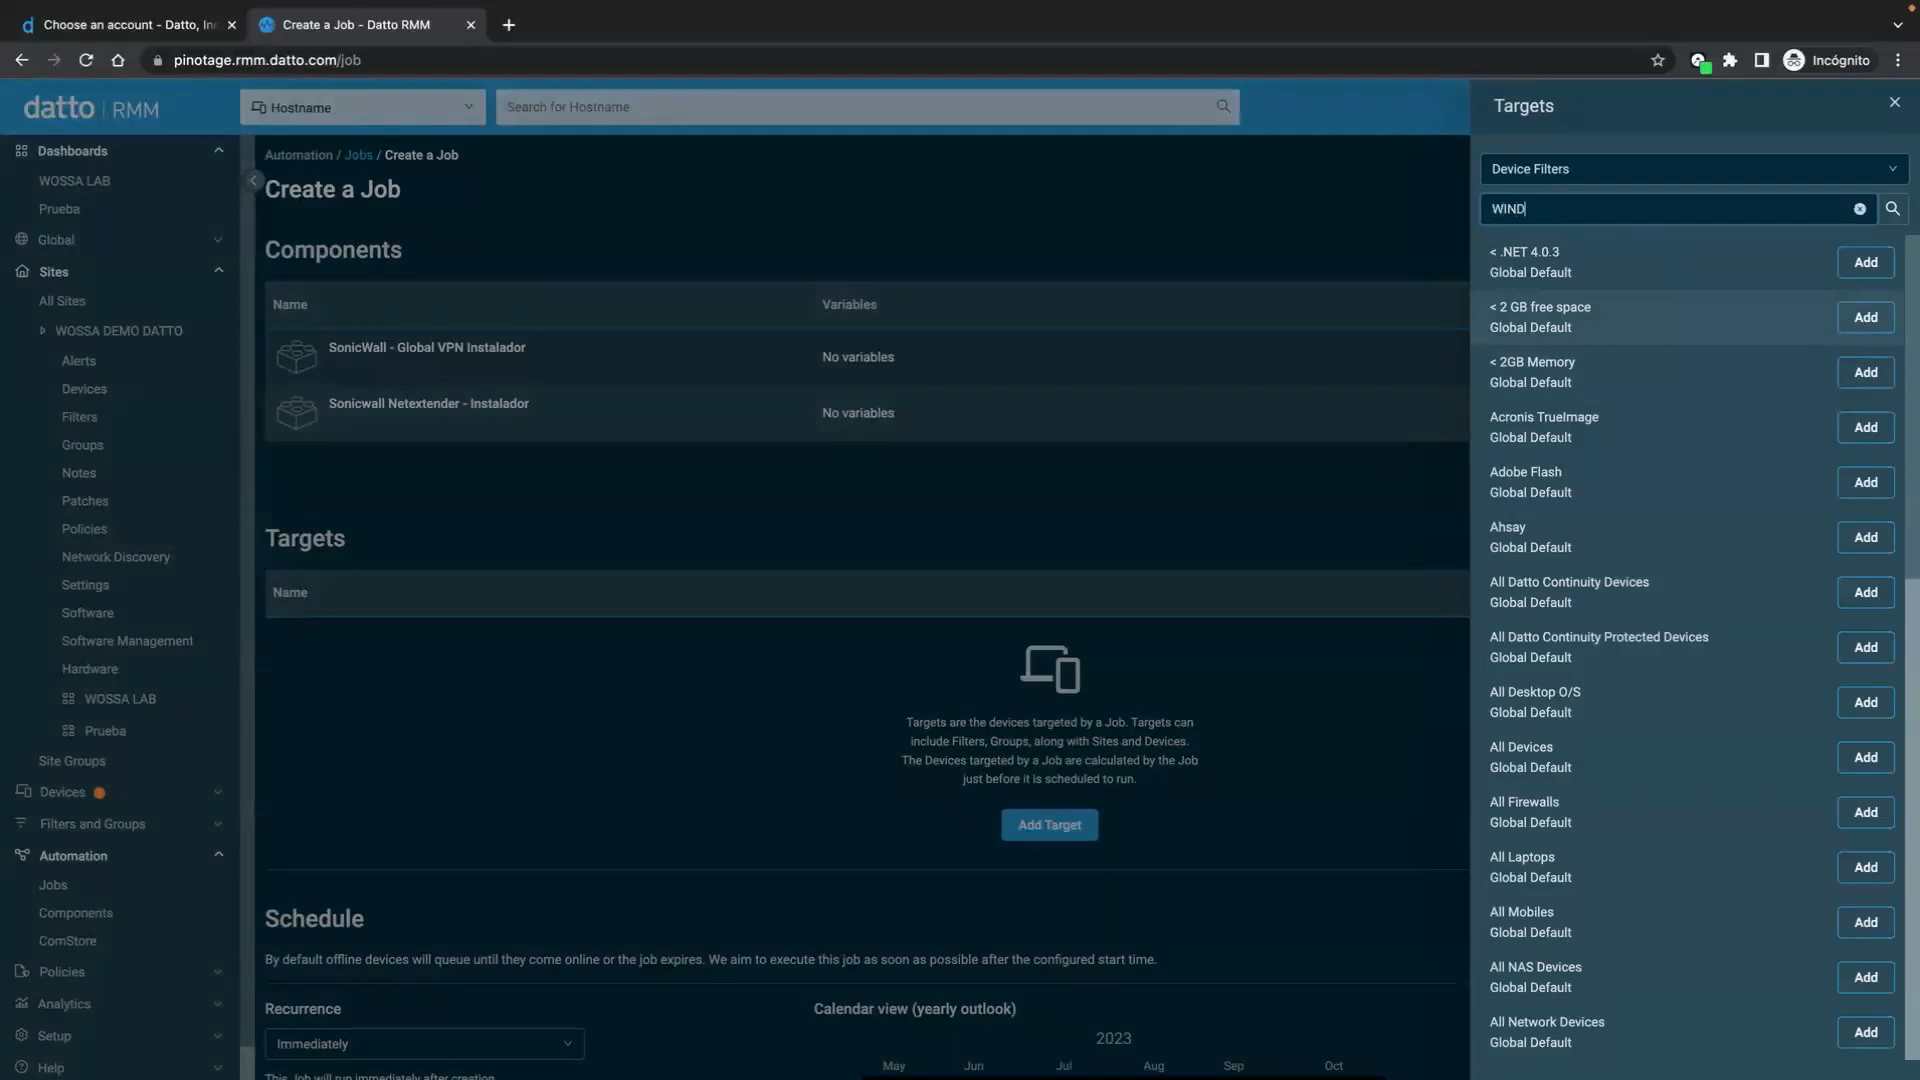 Choose an account - Datto, In
Create a Job - Datto RMM
pinotage.rmm.datto.com/job
Incógnito
datto | RMM
Hostname
Search for Hostname
Dashboards
WOSSA LAB
Prueba
Global
Sites
All Sites
WOSSA DEMO DATTO
Alerts
Devices
Filters
Groups
Notes
Patches
Policies
Network Discovery
Settings
Software
Software Management
Hardware
WOSSA LAB
Prueba
Site Groups
Devices
Filters and Groups
Automation
Jobs
Components
ComStore
Policies
Analytics
Setup
Help
Automation / Jobs / Create a Job
Create a Job
Components
Name Variables
SonicWall - Global VPN Instalador No variables
Sonicwall Netextender - Instalador No variables
Targets
Name
Targets are the devices targeted by a Job. Targets can
include Filters, Groups, along with Sites and Devices.
The Devices targeted by a Job are calculated by the Job
just before it is scheduled to run.
Add Target
Schedule
By default offline devices will queue until they come online or the job expires. We aim to execute this job as soon as possible after the configured start time.
Recurrence
Immediately
This Job will run immediately after creation
Calendar view (yearly outlook)
2023
May Jun Jul Aug Sep Oct
Targets
Device Filters
WIND
< .NET 4.0.3
Global Default
Add
< 2 GB free space
Global Default
Add
< 2GB Memory
Global Default
Add
Acronis TrueImage
Global Default
Add
Adobe Flash
Global Default
Add
Ahsay
Global Default
Add
All Datto Continuity Devices
Global Default
Add
All Datto Continuity Protected Devices
Global Default
Add
All Desktop O/S
Global Default
Add
All Devices
Global Default
Add
All Firewalls
Global Default
Add
All Laptops
Global Default
Add
All Mobiles
Global Default
Add
All NAS Devices
Global Default
Add
All Network Devices
Global Default
Add